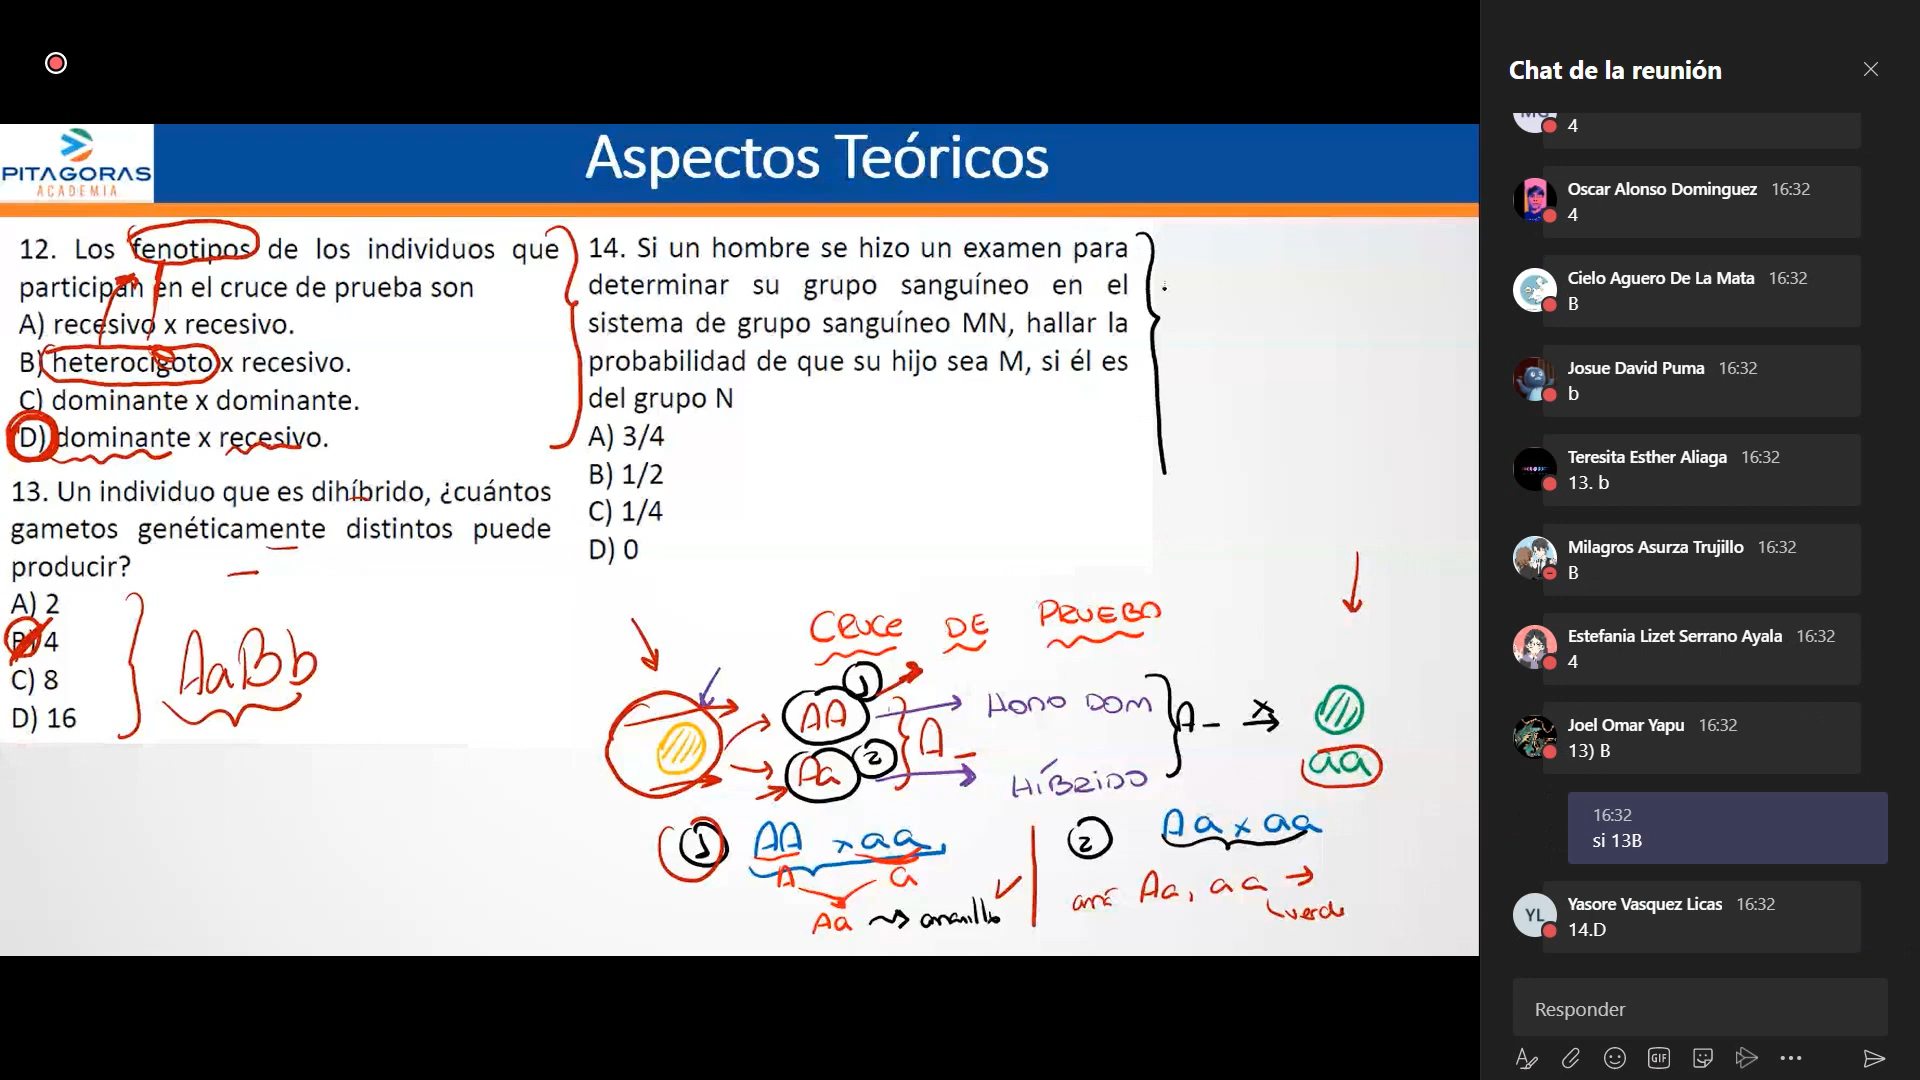 PITAGORAS
ACADEMIA
Aspectos Teóricos
12. Los fenotipos de los individuos que
participan en el cruce de prueba son
A) recesivo x recesivo.
B) heterocigoto x recesivo.
C) dominante x dominante.
D) dominante x recesivo.
13. Un individuo que es dihíbrido, ¿cuántos
gametos genéticamente distintos puede
producir?
A) 2
B) 4
C) 8
D) 16
AaBb
14. Si un hombre se hizo un examen para
determinar su grupo sanguíneo en el
sistema de grupo sanguíneo MN, hallar la
probabilidad de que su hijo sea M, si él es
del grupo N
A) 3/4
B) 1/2
C) 1/4
D) 0
CRUCE DE PRUEBA
AA 1
Aa 2
A_
HOMO DOM
HÍBRIDO
A_ x
aa
1 AA x aa
A a
Aa amarillo
2 Aa x aa
Aa, aa
verde
Chat de la reunión
4
Oscar Alonso Dominguez 16:32
4
Cielo Aguero De La Mata 16:32
B
Josue David Puma 16:32
b
Teresita Esther Aliaga 16:32
13. b
Milagros Asurza Trujillo 16:32
B
Estefania Lizet Serrano Ayala 16:32
4
Joel Omar Yapu 16:32
13) B
16:32
si 13B
YL
Yasore Vasquez Licas 16:32
14.D
Responder
GIF